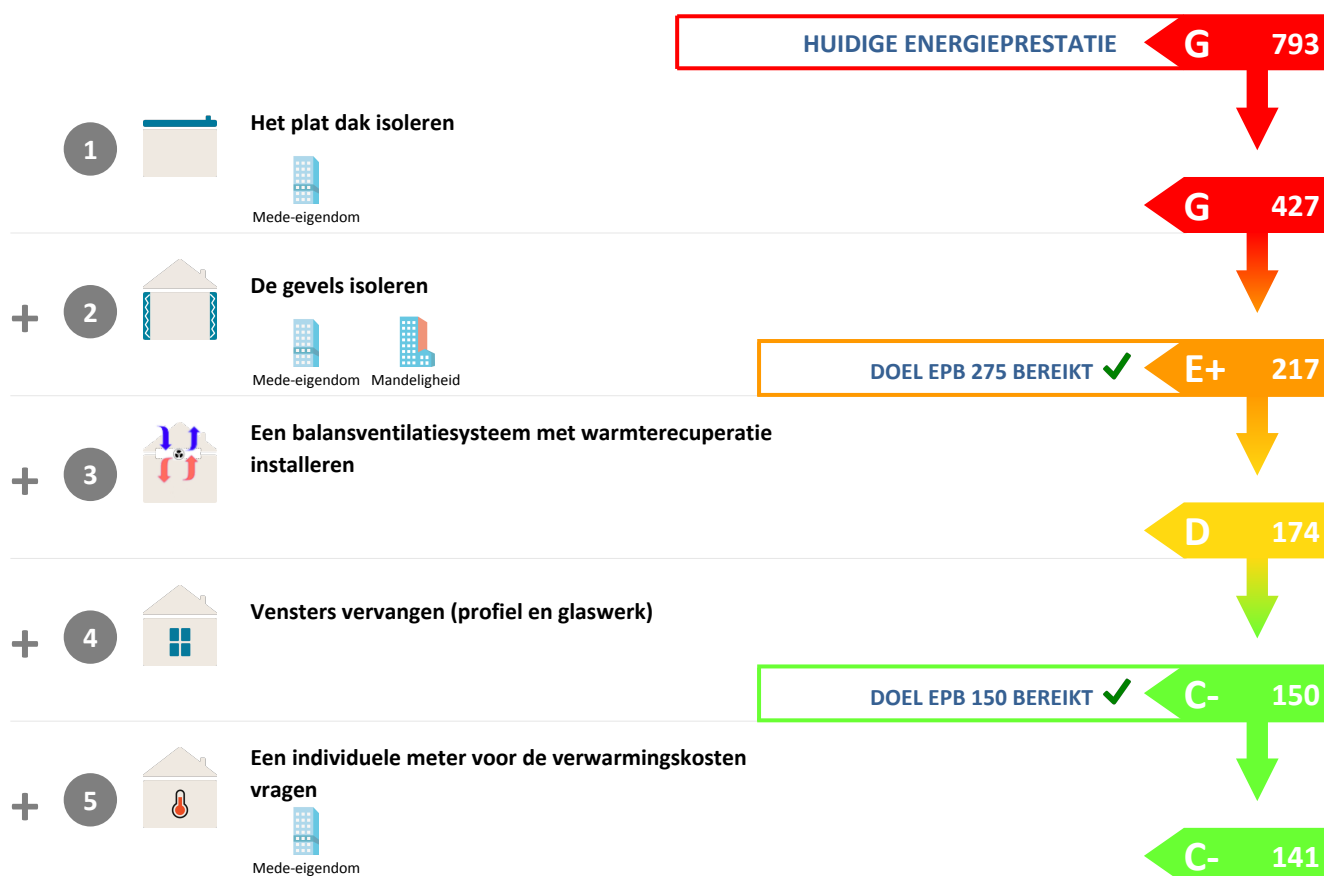 HUIDIGE ENERGIEPRESTATIE G 793
1 Het plat dak isoleren
Mede-eigendom
G 427
+ 2 De gevels isoleren
Mede-eigendom Mandeligheid
DOEL EPB 275 BEREIKT ✓ E+ 217
+ 3 Een balansventilatiesysteem met warmterecuperatie
installeren
D 174
+ 4 Vensters vervangen (profiel en glaswerk)
DOEL EPB 150 BEREIKT ✓ C- 150
+ 5 Een individuele meter voor de verwarmingskosten
vragen
Mede-eigendom
C- 141